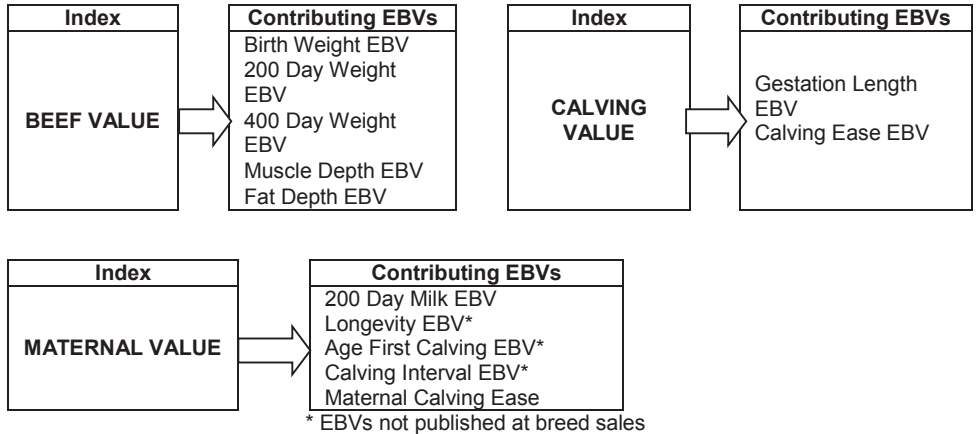 Index
Contributing EBVs
BEEF VALUE
Birth Weight EBV
200 Day Weight
EBV
400 Day Weight
EBV
Muscle Depth EBV
Fat Depth EBV
Index
Contributing EBVs
CALVING
VALUE
Gestation Length
EBV
Calving Ease EBV
Index
Contributing EBVs
MATERNAL VALUE
200 Day Milk EBV
Longevity EBV*
Age First Calving EBV*
Calving Interval EBV*
Maternal Calving Ease
* EBVs not published at breed sales